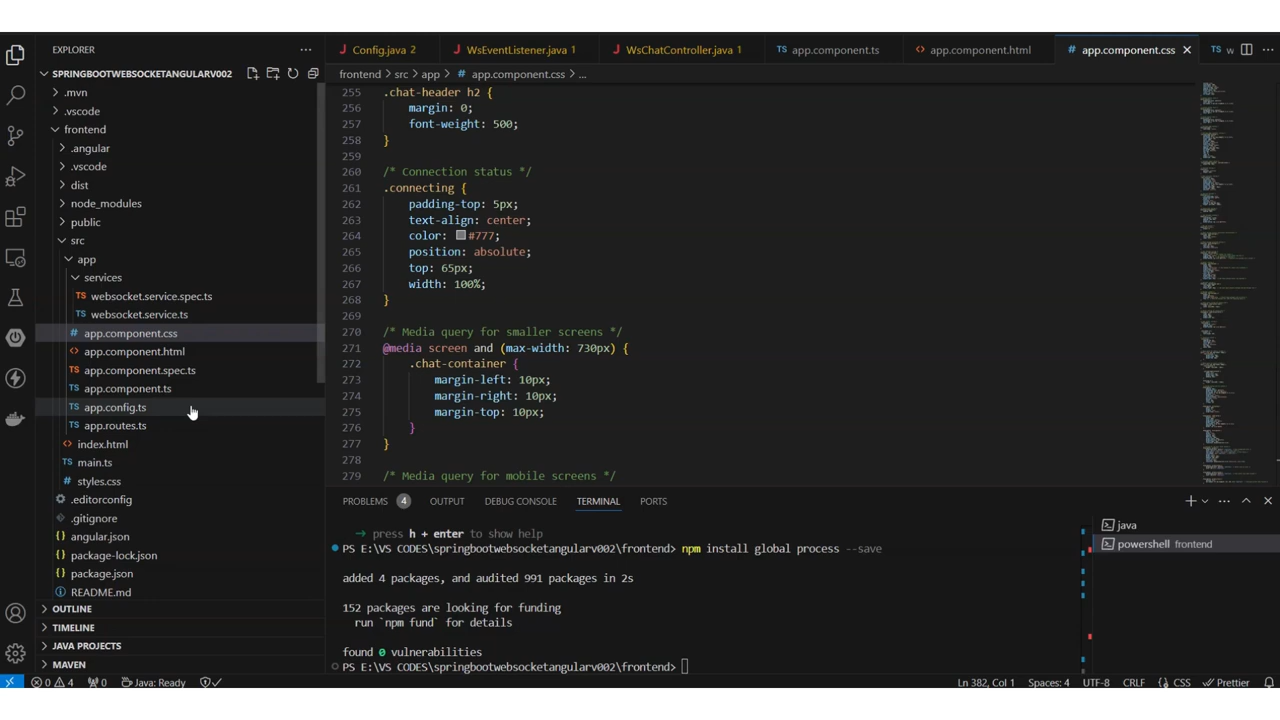 EXPLORER
SPRINGBOOTWEBSOCKETANGULARV002
.mvn
.vscode
frontend
.angular
.vscode
dist
node_modules
public
src
app
services
TS websocket.service.spec.ts
TS websocket.service.ts
# app.component.css
<> app.component.html
TS app.component.spec.ts
TS app.component.ts
TS app.config.ts
TS app.routes.ts
<> index.html
TS main.ts
# styles.css
.editorconfig
.gitignore
{} angular.json
{} package-lock.json
{} package.json
README.md
OUTLINE
TIMELINE
JAVA PROJECTS
MAVEN
J Config.java 2
J WsEventListener.java 1
J WsChatController.java 1
TS app.component.ts
<> app.component.html
# app.component.css
TS w
frontend > src > app > # app.component.css > ...
255 .chat-header h2 {
256 margin: 0;
257 font-weight: 500;
258 }
259
260 /* Connection status */
261 .connecting {
262 padding-top: 5px;
263 text-align: center;
264 color: #777;
265 position: absolute;
266 top: 65px;
267 width: 100%;
268 }
269
270 /* Media query for smaller screens */
271 @media screen and (max-width: 730px) {
272 .chat-container {
273 margin-left: 10px;
274 margin-right: 10px;
275 margin-top: 10px;
276 }
277 }
278
279 /* Media query for mobile screens */
PROBLEMS 4 OUTPUT DEBUG CONSOLE TERMINAL PORTS
→ press h + enter to show help
PS E:\VS CODES\springbootwebsocketangularv002\frontend> npm install global process --save
added 4 packages, and audited 991 packages in 2s
152 packages are looking for funding
run `npm fund` for details
found 0 vulnerabilities
PS E:\VS CODES\springbootwebsocketangularv002\frontend>
java
powershell frontend
0 4 0 Java: Ready Ln 382, Col 1 Spaces: 4 UTF-8 CRLF {} CSS Prettier